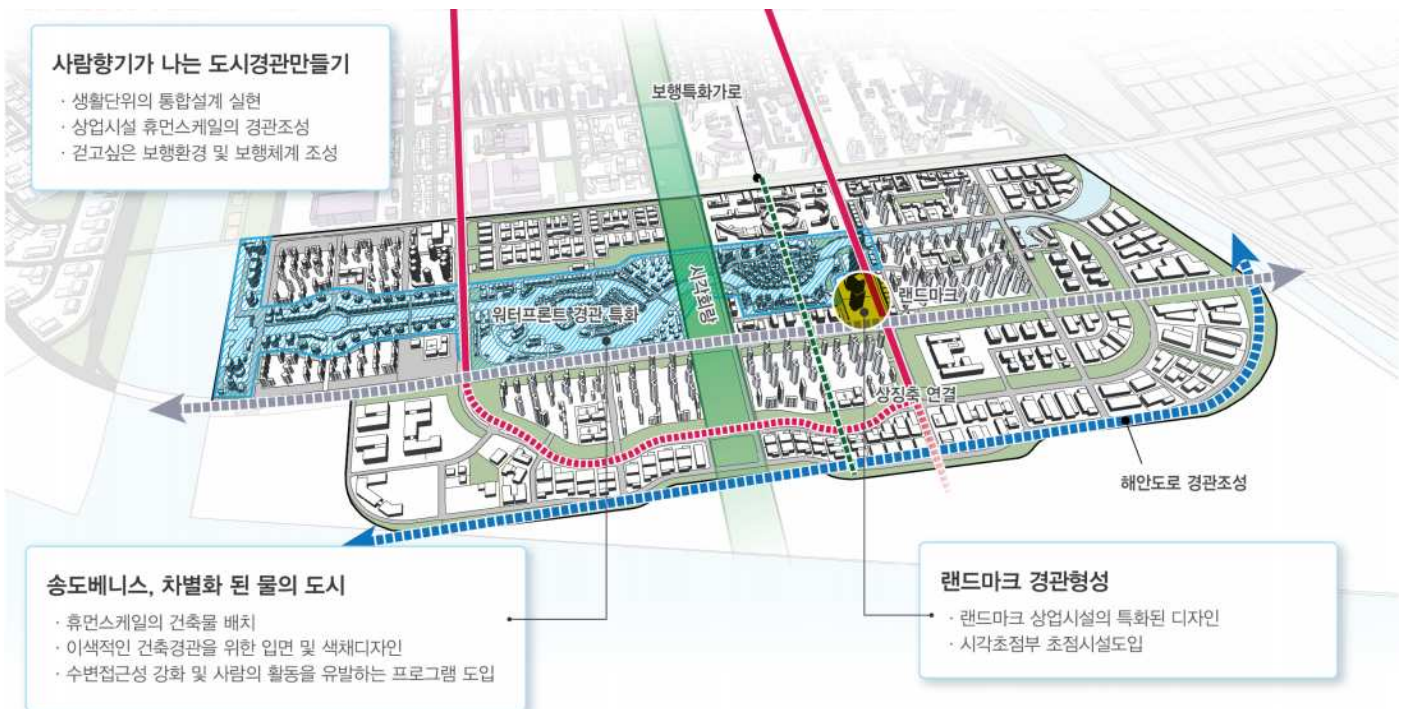 사람향기가 나는 도시경관만들기
· 생활단위의 통합설계 실현
· 상업시설 휴먼스케일의 경관조성
· 걷고싶은 보행환경 및 보행체계 조성
보행특화가로
시각회랑
랜드마크
워터프론트 경관 특화
상징축 연결
해안도로 경관조성
송도베니스, 차별화 된 물의 도시
· 휴먼스케일의 건축물 배치
· 이색적인 건축경관을 위한 입면 및 색채디자인
· 수변접근성 강화 및 사람의 활동을 유발하는 프로그램 도입
랜드마크 경관형성
· 랜드마크 상업시설의 특화된 디자인
· 시각초점부 초점시설도입